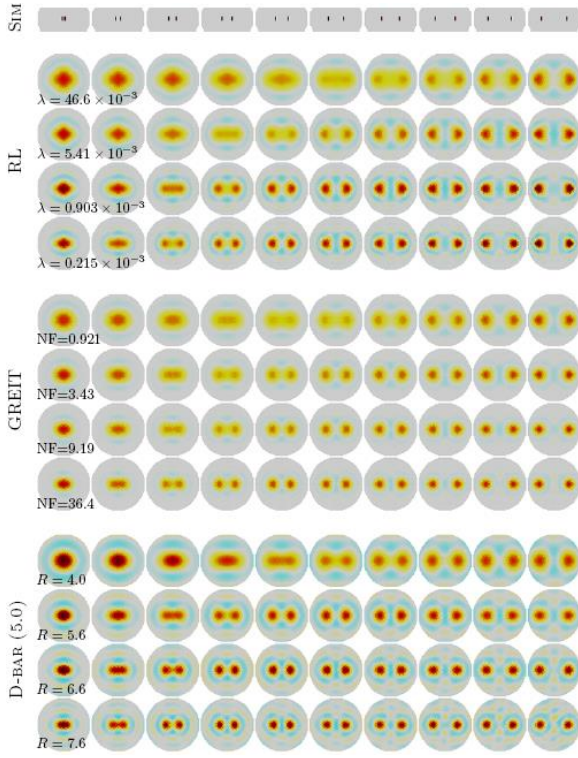 SIM
RL
λ = 46.6 × 10⁻³
λ = 5.41 × 10⁻³
λ = 0.903 × 10⁻³
λ = 0.215 × 10⁻³
GREIT
NF=0.921
NF=3.43
NF=9.19
NF=36.4
D-BAR (5.0)
R = 4.0
R = 5.6
R = 6.6
R = 7.6